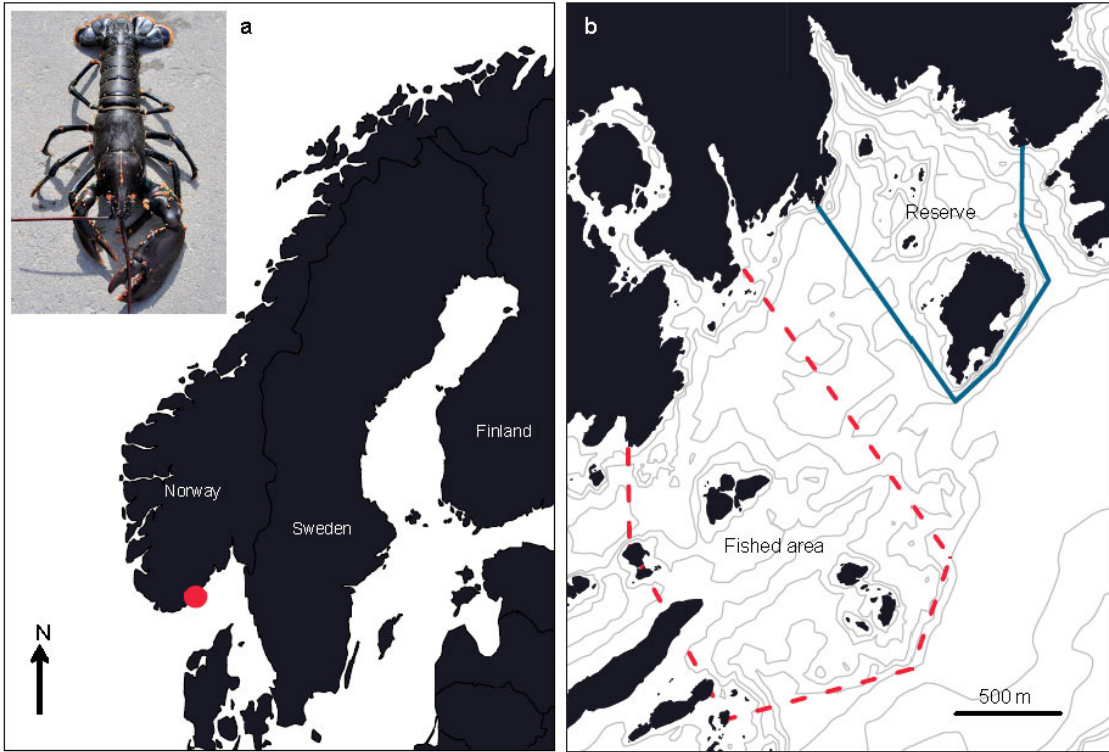 a
Norway
Sweden
Finland
N
b
Reserve
Fished area
500 m